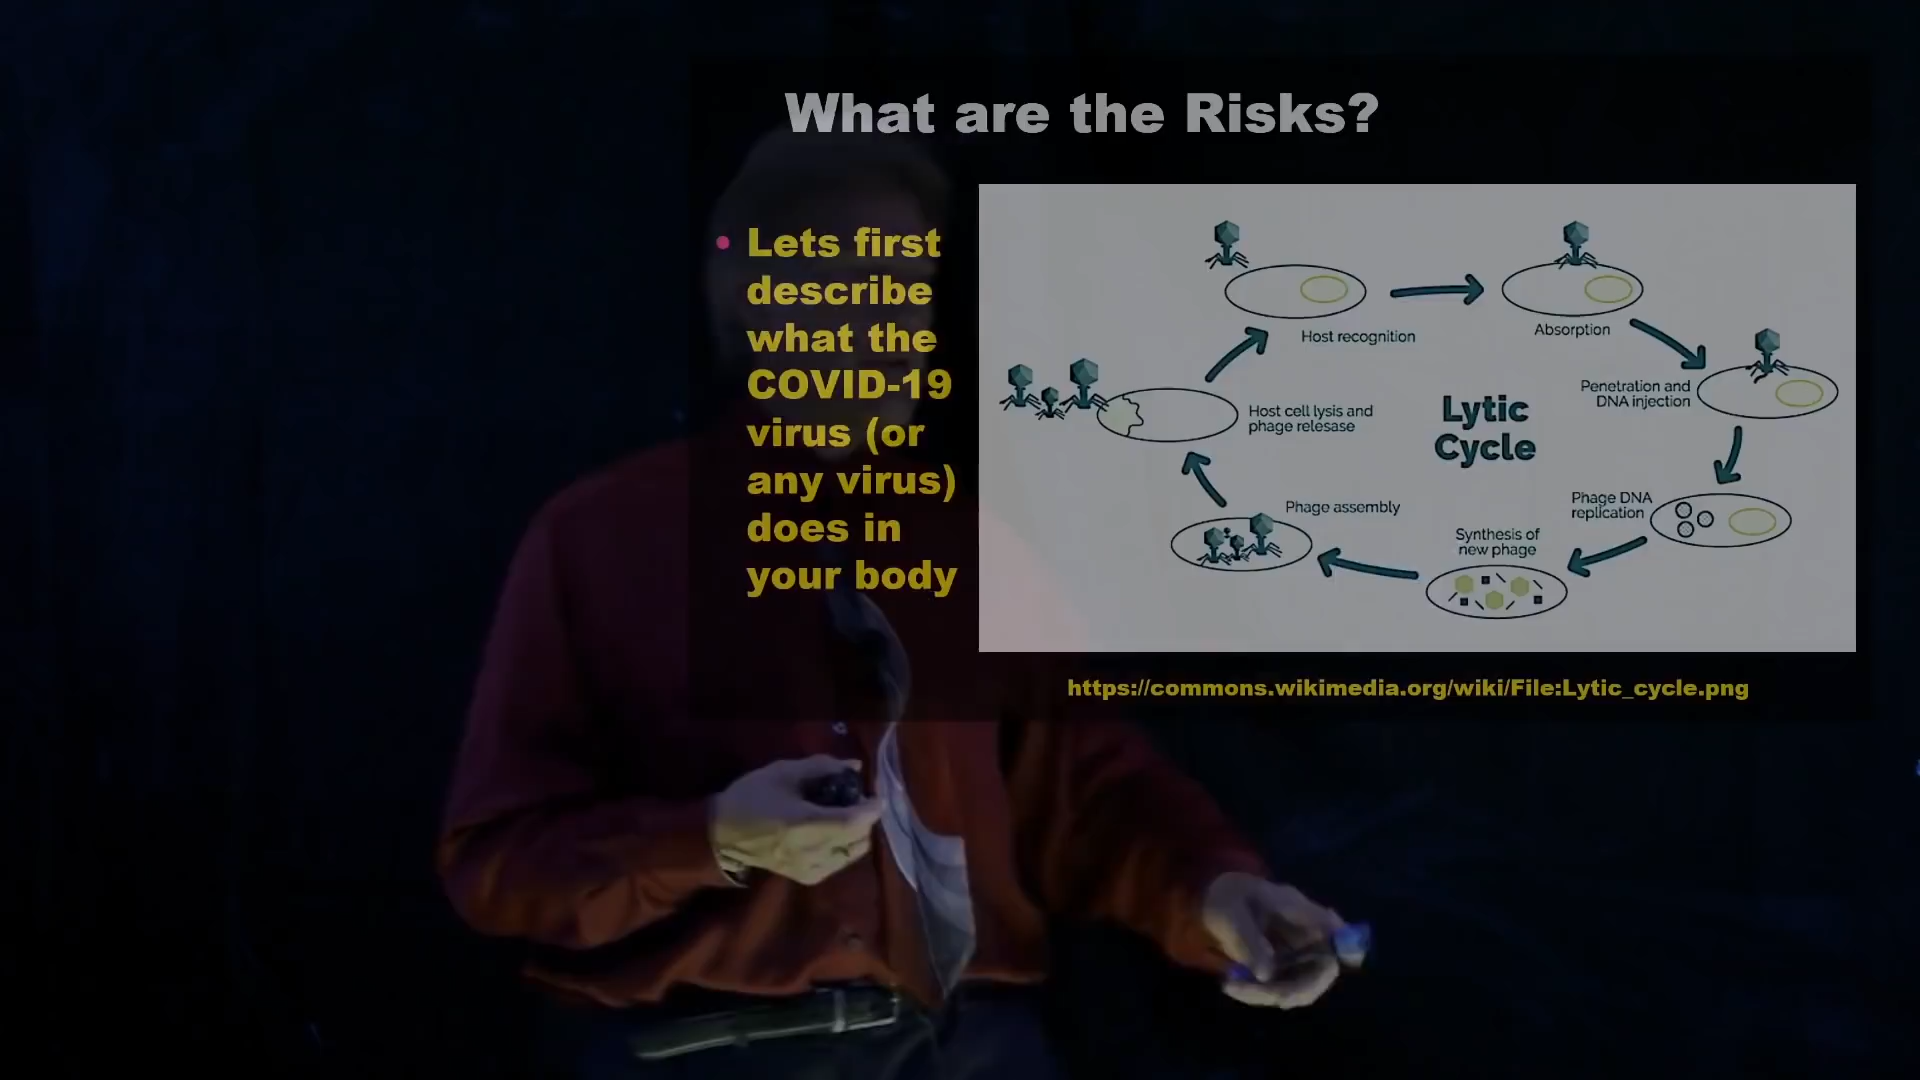 What are the Risks?
• Lets first
describe
what the
COVID-19
virus (or
any virus)
does in
your body
Host recognition
Absorption
Penetration and
DNA injection
Lytic
Cycle
Host cell lysis and
phage relesase
Phage DNA
replication
Phage assembly
Synthesis of
new phage
https://commons.wikimedia.org/wiki/File:Lytic_cycle.png